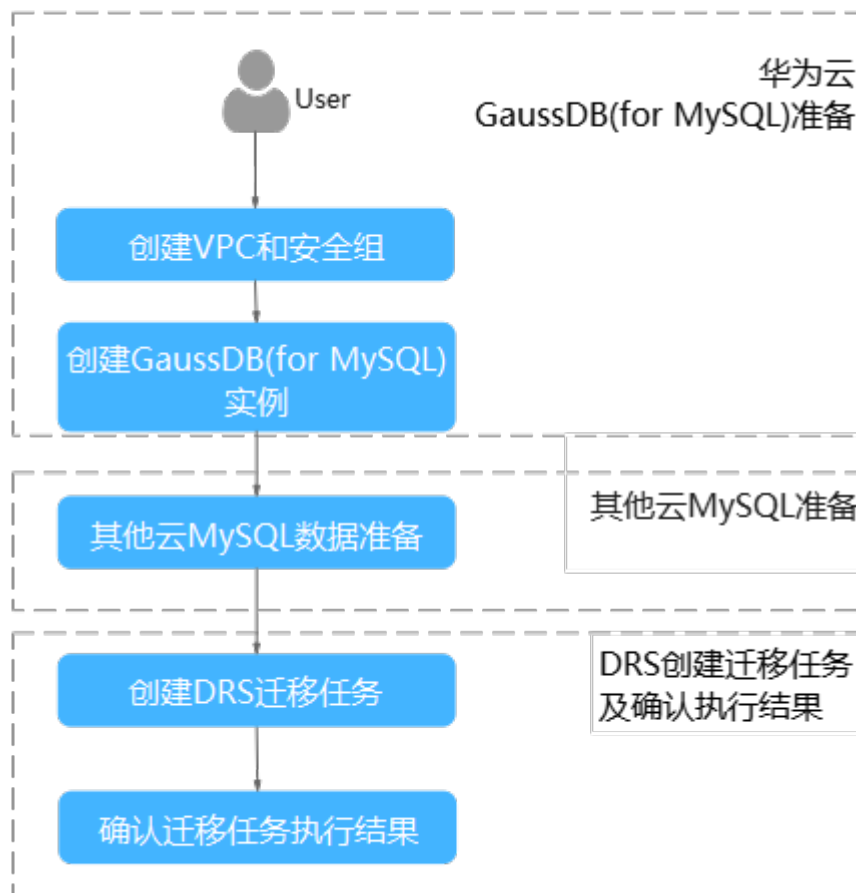 华为云
GaussDB(for MySQL)准备
User
创建VPC和安全组
创建GaussDB(for MySQL)
实例
其他云MySQL准备
其他云MySQL数据准备
DRS创建迁移任务
及确认执行结果
创建DRS迁移任务
确认迁移任务执行结果